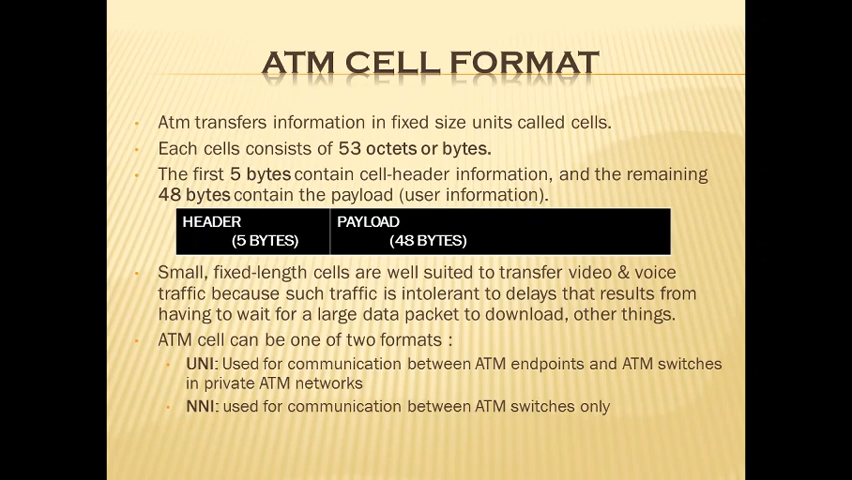 ATM CELL FORMAT
• Atm transfers information in fixed size units called cells.
• Each cells consists of 53 octets or bytes.
• The first 5 bytes contain cell-header information, and the remaining
48 bytes contain the payload (user information).
HEADER PAYLOAD
(5 BYTES) (48 BYTES)
• Small, fixed-length cells are well suited to transfer video & voice
traffic because such traffic is intolerant to delays that results from
having to wait for a large data packet to download, other things.
• ATM cell can be one of two formats :
• UNI: Used for communication between ATM endpoints and ATM switches
in private ATM networks
• NNI: used for communication between ATM switches only